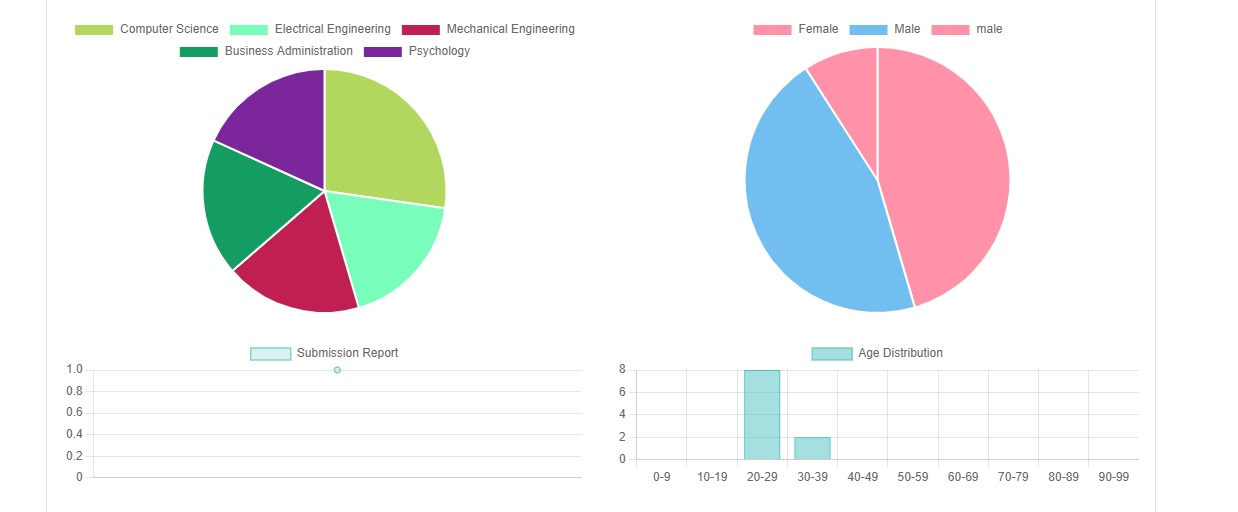 Computer Science Electrical Engineering Mechanical Engineering
Business Administration Psychology
Female Male male
Submission Report
1.0
0.8
0.6
0.4
0.2
0
Age Distribution
8
6
4
2
0
0-9 10-19 20-29 30-39 40-49 50-59 60-69 70-79 80-89 90-99